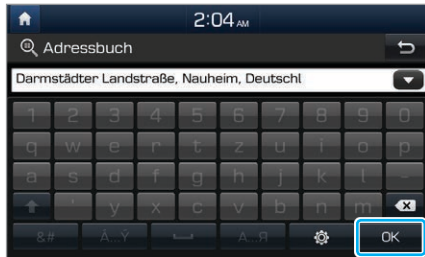 2:04 AM
Adressbuch
Darmstädter Landstraße, Nauheim, Deutschl
1 2 3 4 5 6 7 8 9 0
q w e r t z u i o p
a s d f g h j k l -
' y x c v b n m
&# À...Ý A...Я OK